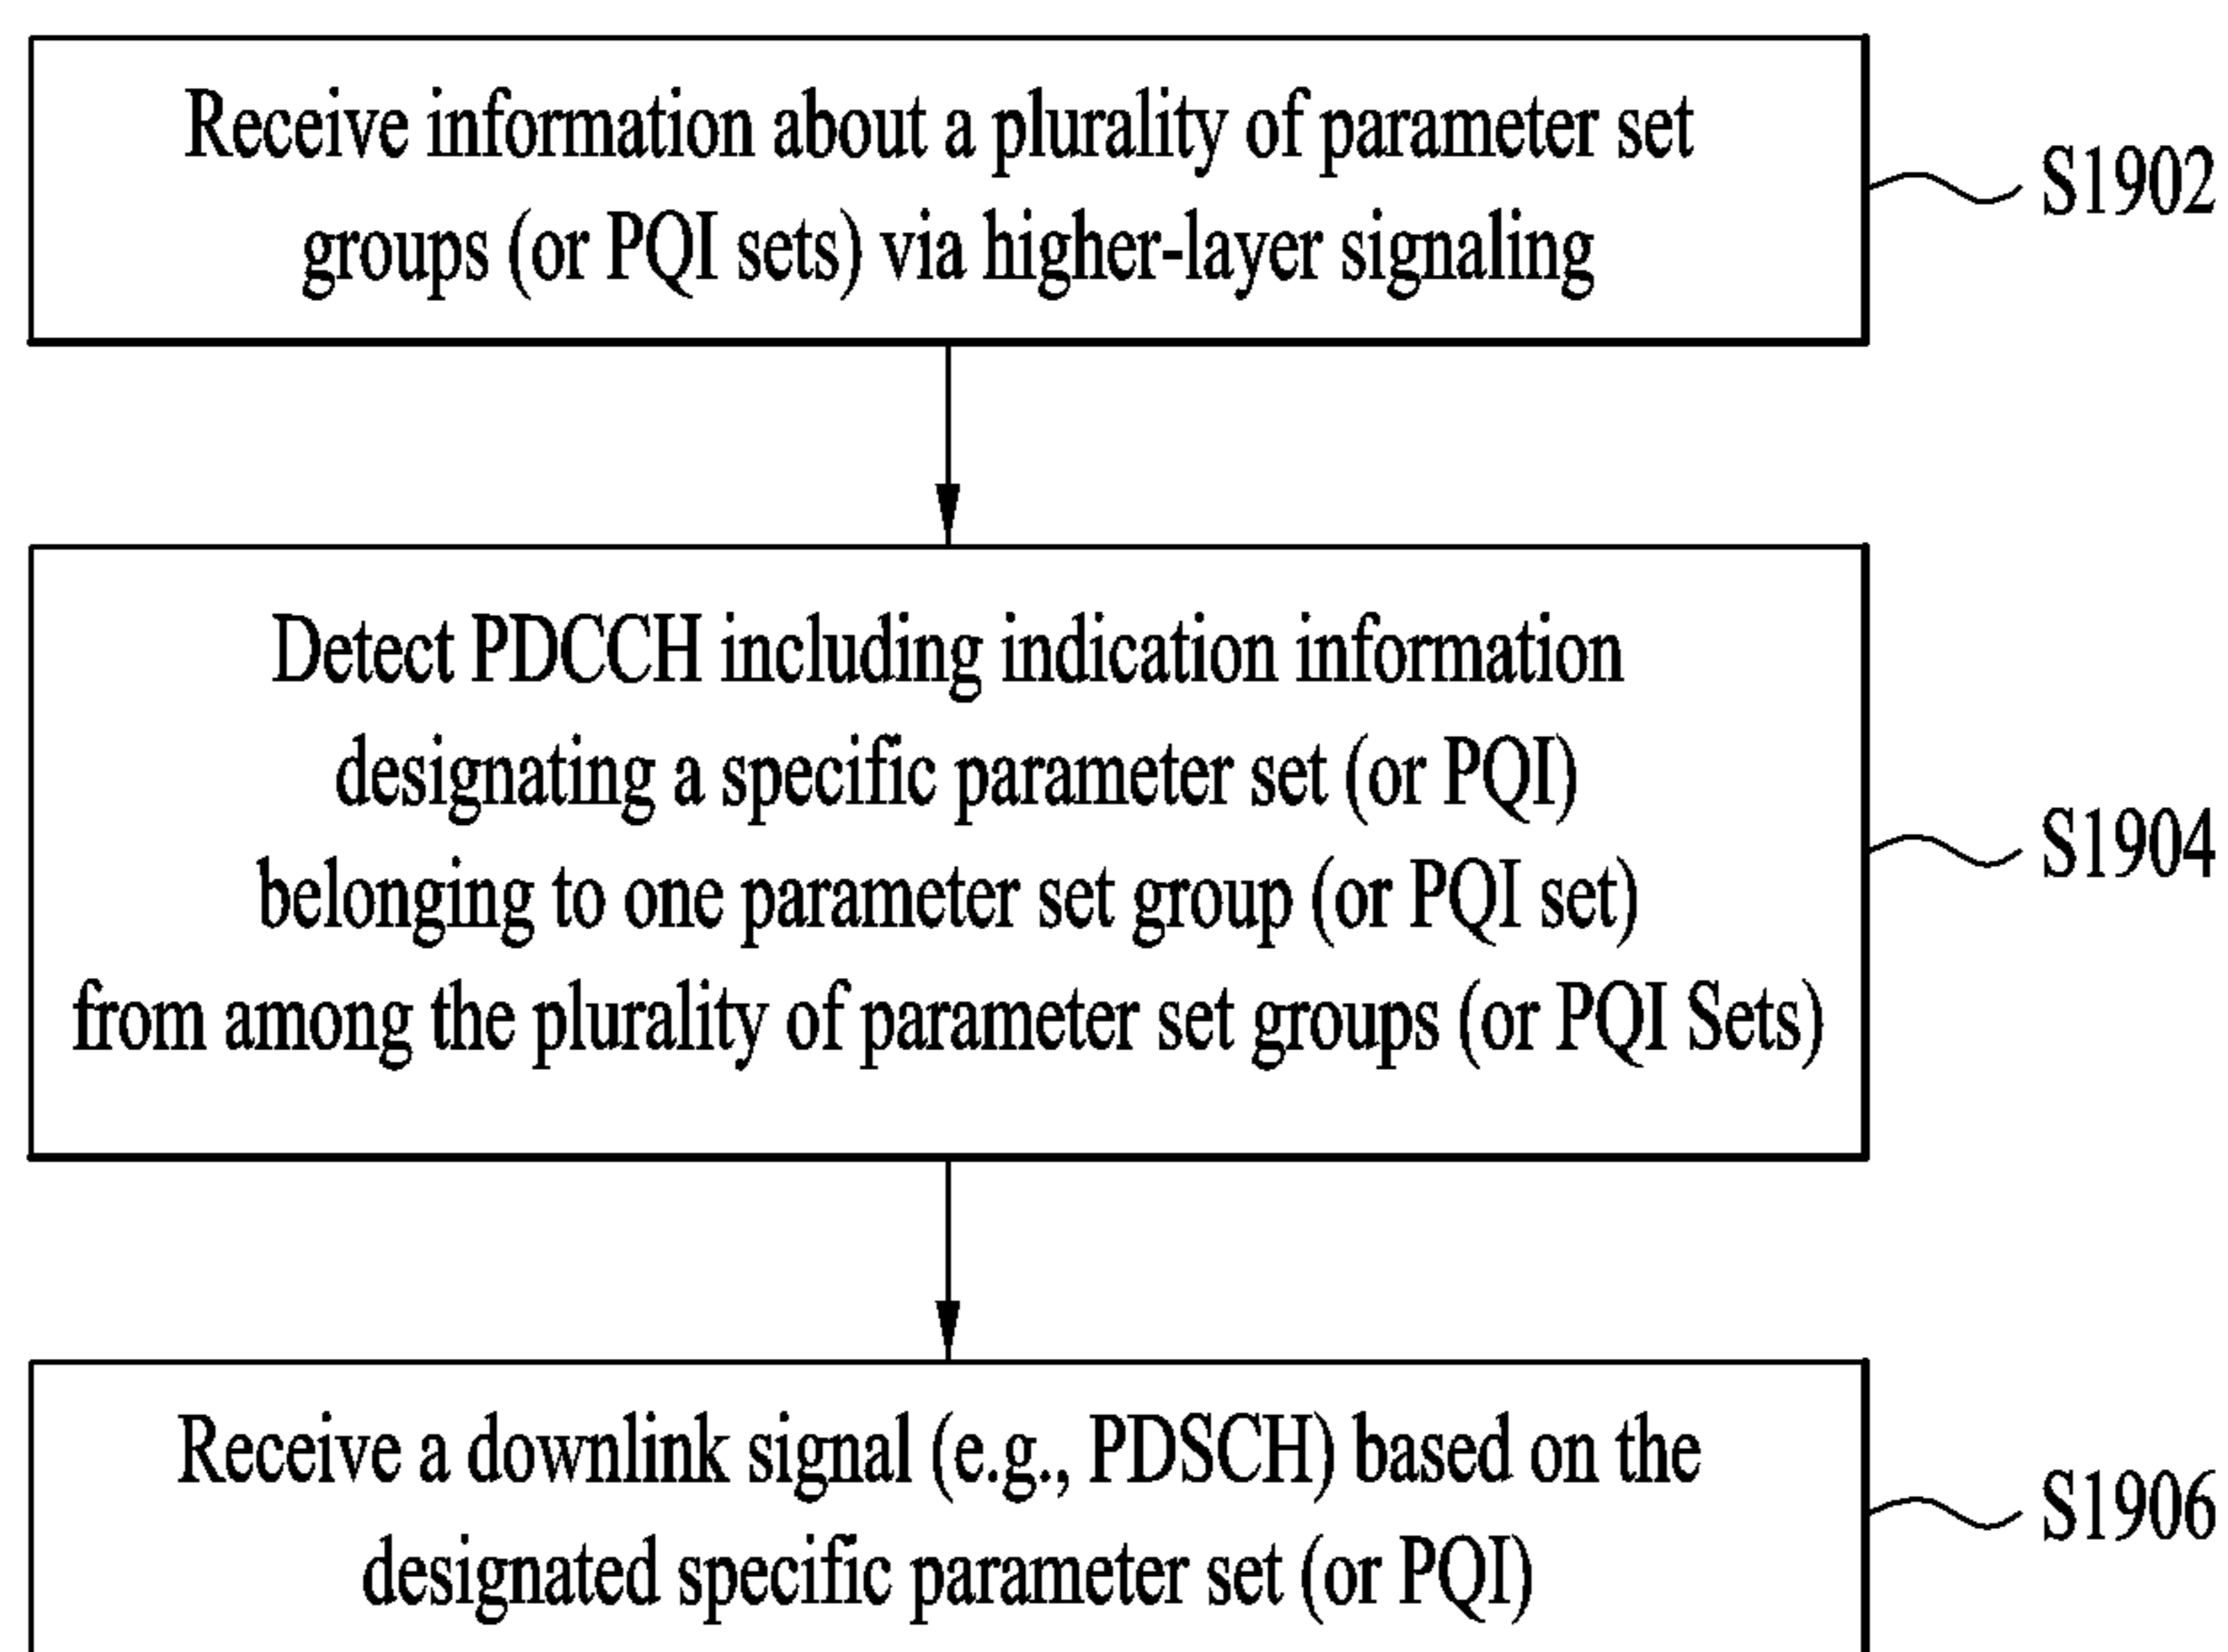 Receive information about a plurality of parameter set
groups (or PQI sets) via higher-layer signaling
S1902
Detect PDCCH including indication information
designating a specific parameter set (or PQI)
belonging to one parameter set group (or PQI set)
from among the plurality of parameter set groups (or PQI Sets)
S1904
Receive a downlink signal (e.g., PDSCH) based on the
designated specific parameter set (or PQI)
S1906